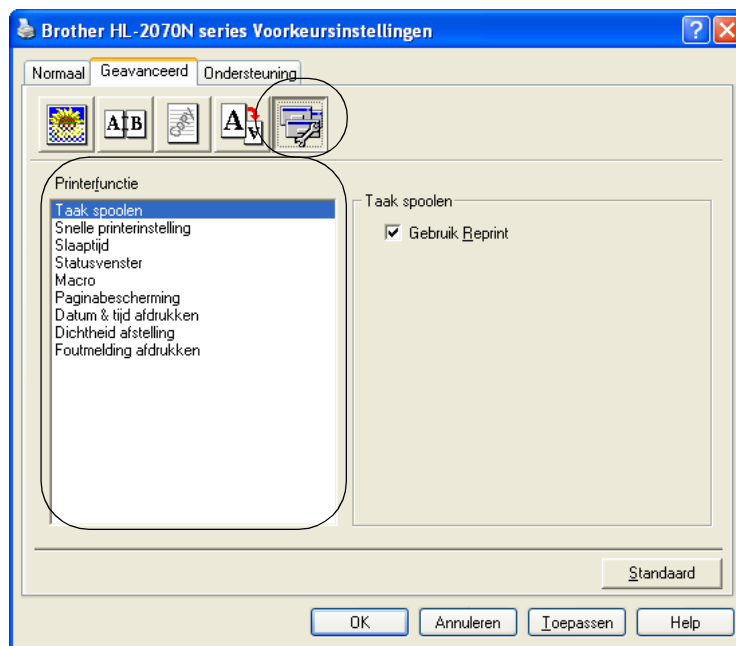 Brother HL-2070N series Voorkeursinstellingen
Normaal Geavanceerd Ondersteuning
A B COPY A A
Printerfunctie
Taak spoolen
Snelle printerinstelling
Slaaptijd
Statusvenster
Macro
Paginabescherming
Datum & tijd afdrukken
Dichtheid afstelling
Foutmelding afdrukken
Taak spoolen
Gebruik Reprint
Standaard
OK Annuleren Toepassen Help